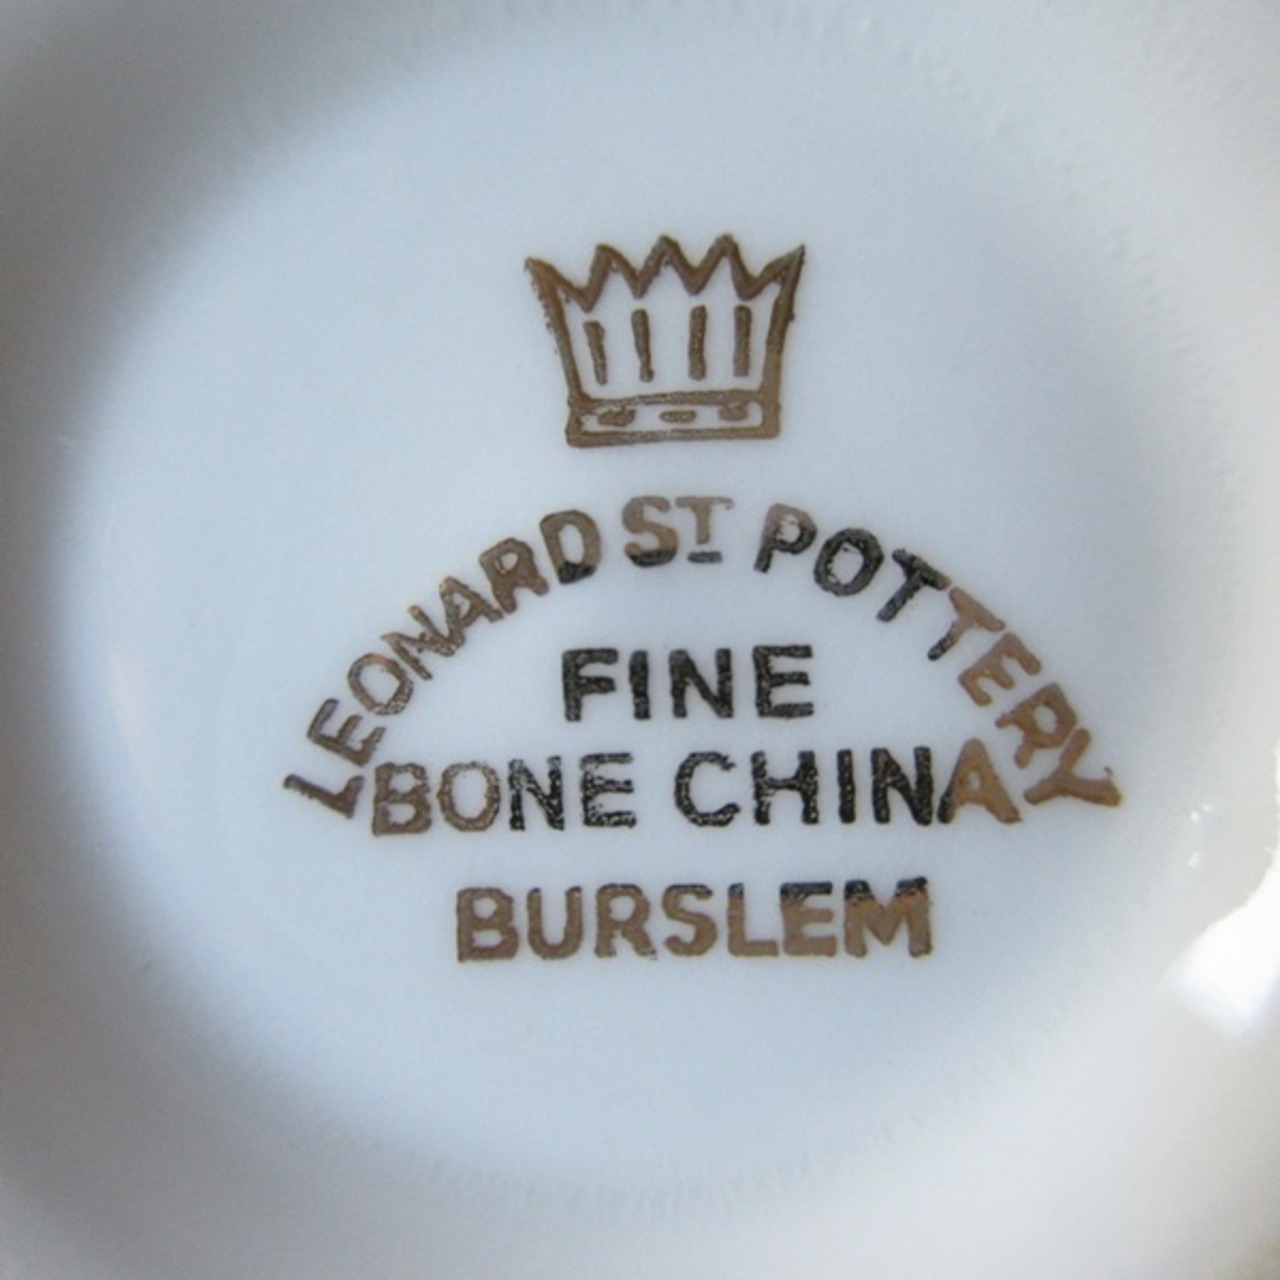 LEONARD ST POTTERY
FINE
BONE CHINA
BURSLEM